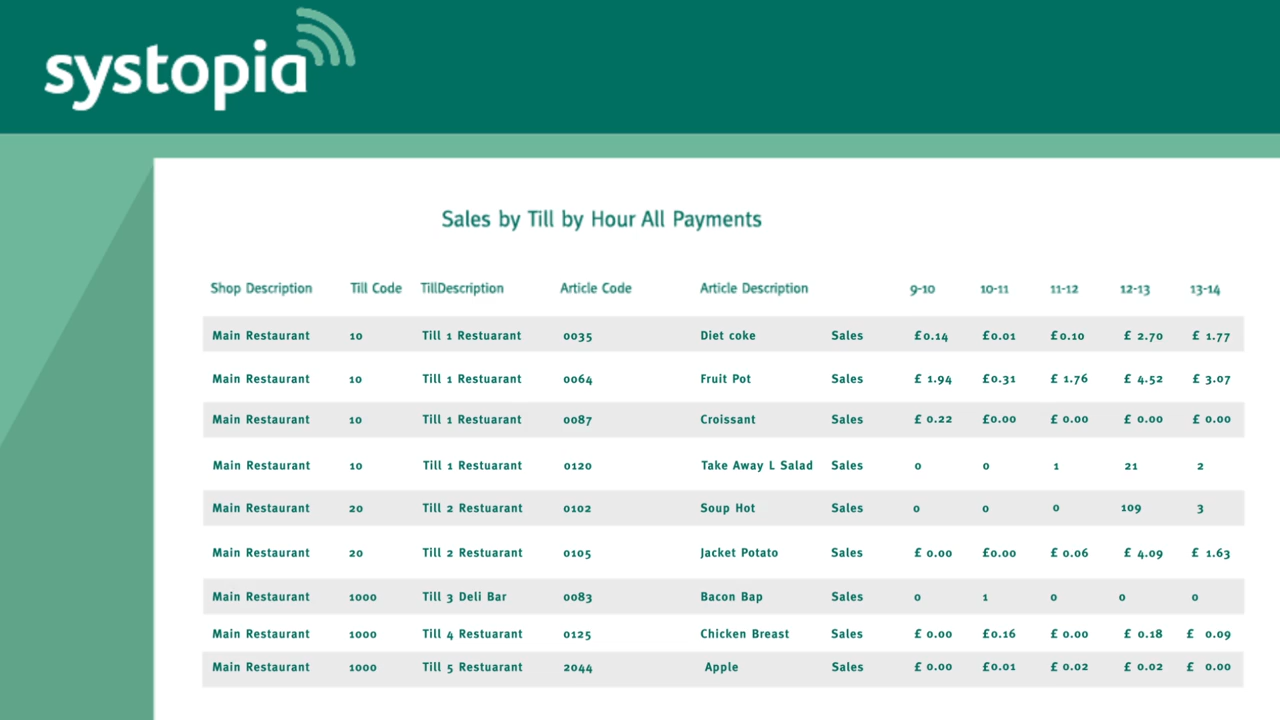 systopia
Sales by Till by Hour All Payments
Shop Description Till Code TillDescription Article Code Article Description 9-10 10-11 11-12 12-13 13-14
Main Restaurant 10 Till 1 Restuarant 0035 Diet coke Sales £0.14 £0.01 £0.10 £ 2.70 £ 1.77
Main Restaurant 10 Till 1 Restuarant 0064 Fruit Pot Sales £ 1.94 £0.31 £ 1.76 £ 4.52 £ 3.07
Main Restaurant 10 Till 1 Restuarant 0087 Croissant Sales £ 0.22 £0.00 £ 0.00 £ 0.00 £ 0.00
Main Restaurant 10 Till 1 Restuarant 0120 Take Away L Salad Sales 0 0 1 21 2
Main Restaurant 20 Till 2 Restuarant 0102 Soup Hot Sales 0 0 0 109 3
Main Restaurant 20 Till 2 Restuarant 0105 Jacket Potato Sales £ 0.00 £0.00 £ 0.06 £ 4.09 £ 1.63
Main Restaurant 1000 Till 3 Deli Bar 0083 Bacon Bap Sales 0 1 0 0 0
Main Restaurant 1000 Till 4 Restuarant 0125 Chicken Breast Sales £ 0.00 £0.16 £ 0.00 £ 0.18 £ 0.09
Main Restaurant 1000 Till 5 Restuarant 2044 Apple Sales £ 0.00 £0.01 £ 0.02 £ 0.02 £ 0.00